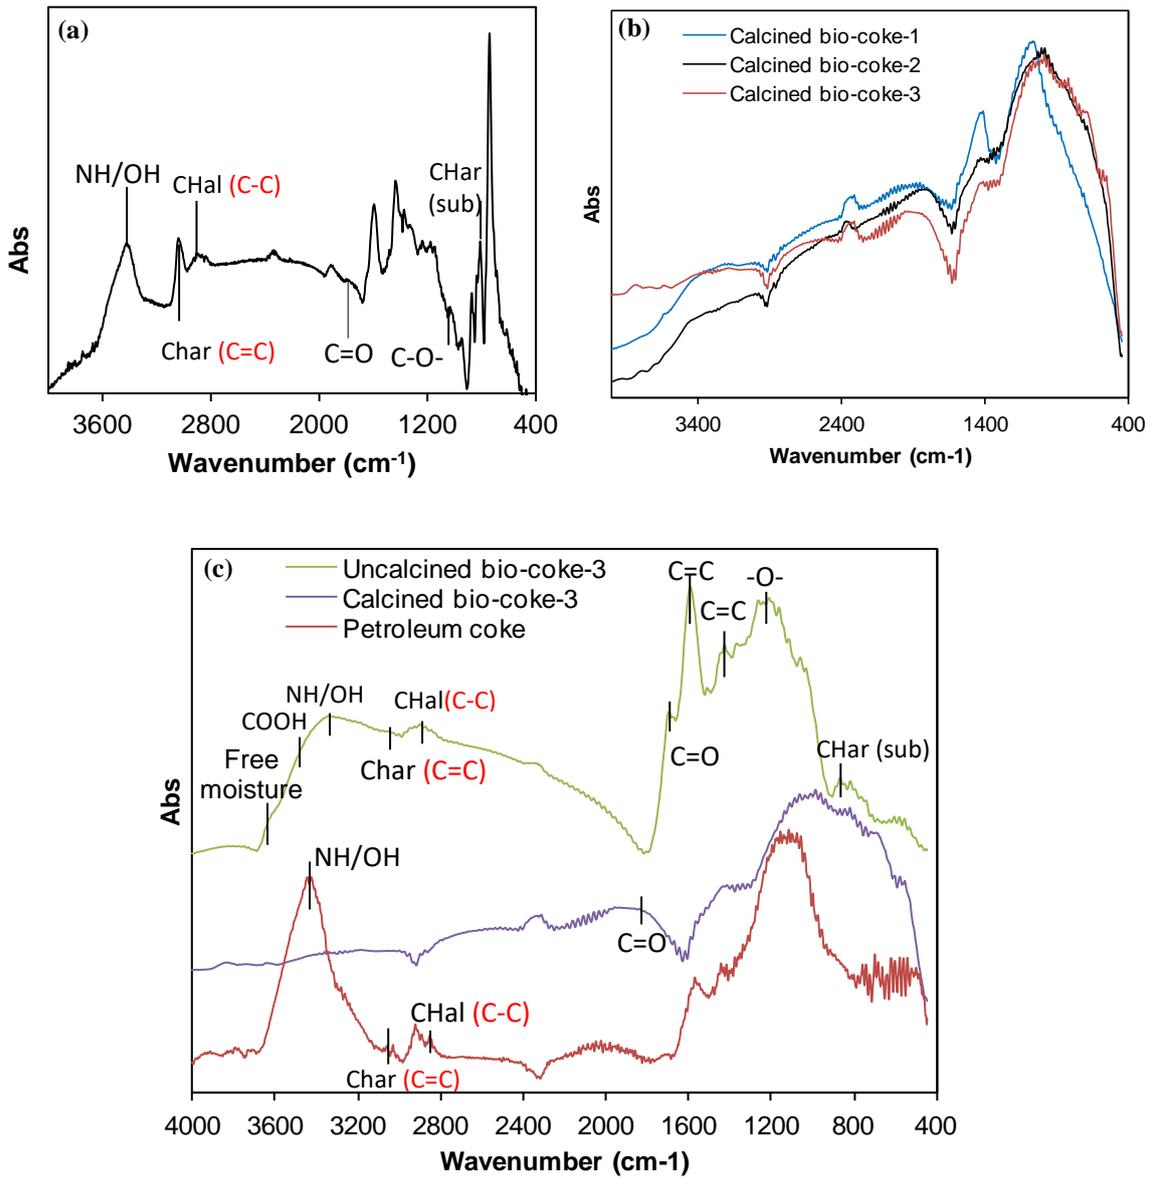 (a)
NH/OH
CHal (C-C)
CHar
(sub)
Char (C=C)
C=O
C-O-
Abs
3600 2800 2000 1200 400
Wavenumber (cm-1)
(b)
Calcined bio-coke-1
Calcined bio-coke-2
Calcined bio-coke-3
Abs
3400 2400 1400 400
Wavenumber (cm-1)
(c)
Uncalcined bio-coke-3
Calcined bio-coke-3
Petroleum coke
C=C
-O-
C=C
NH/OH
CHal(C-C)
COOH
Free
moisture
Char (C=C)
C=O
CHar (sub)
NH/OH
C=O
CHal (C-C)
Char (C=C)
Abs
4000 3600 3200 2800 2400 2000 1600 1200 800 400
Wavenumber (cm-1)